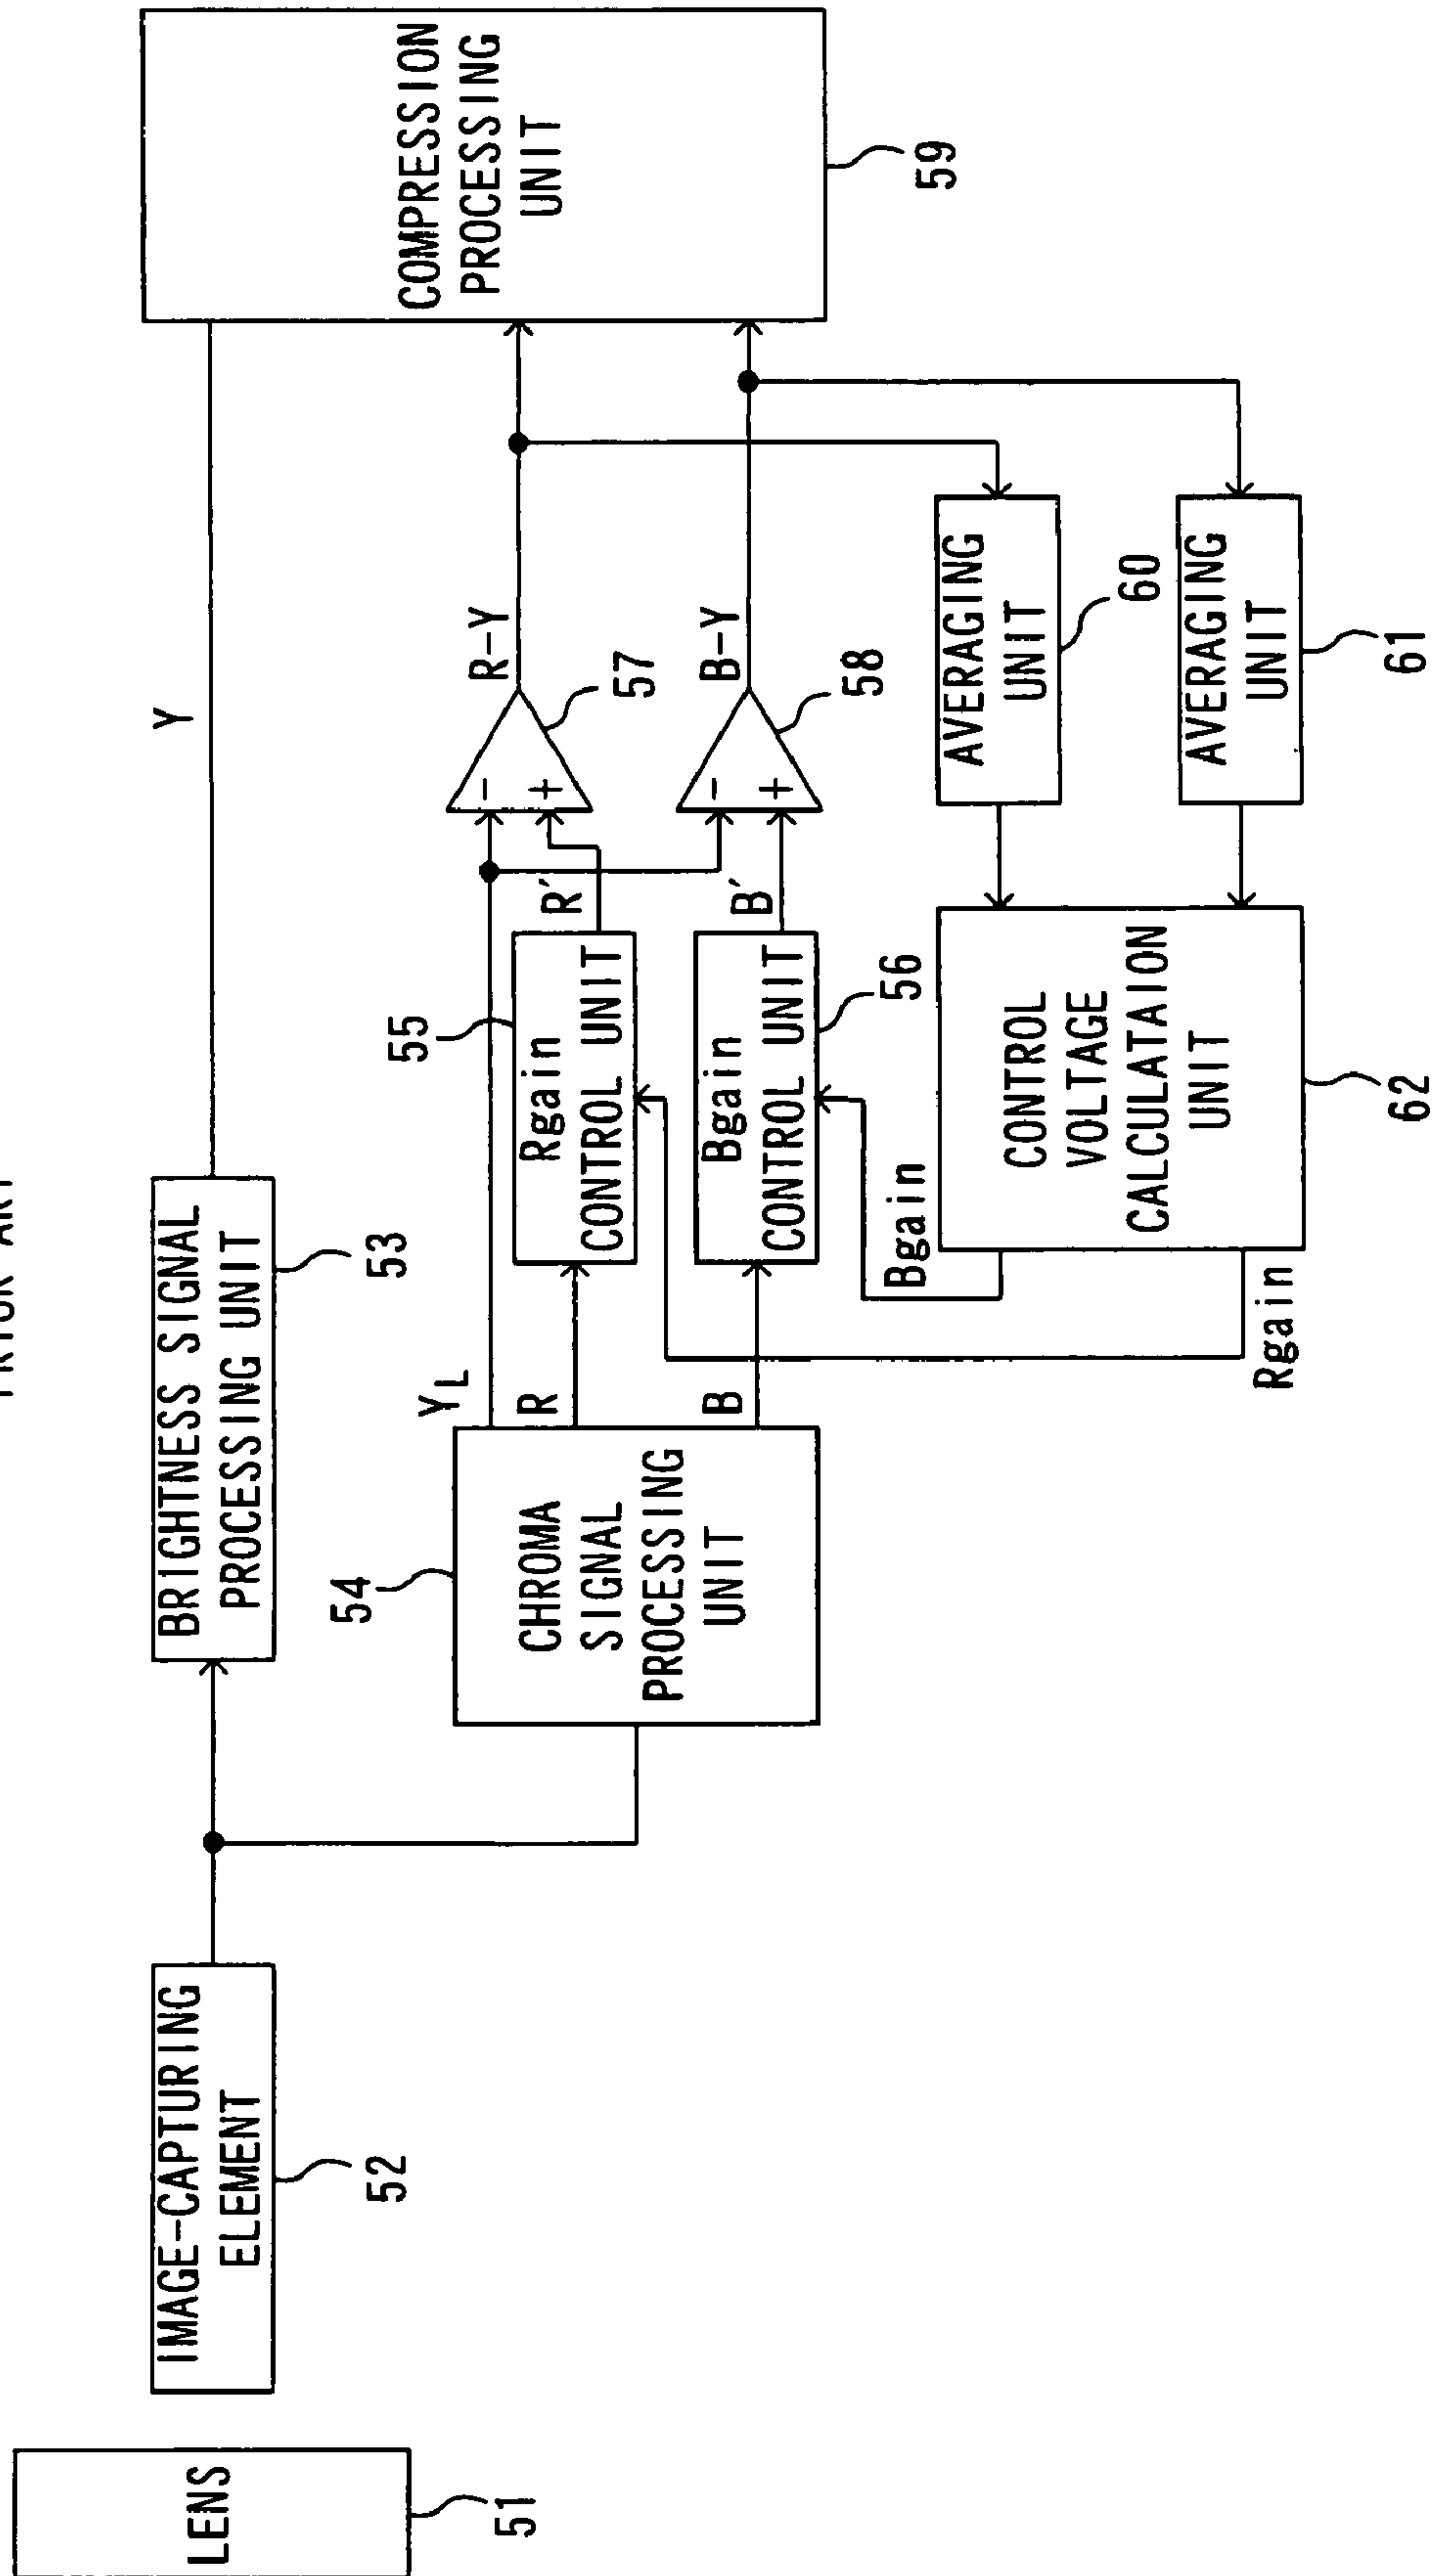 LENS
51
IMAGE-CAPTURING
ELEMENT
52
BRIGHTNESS SIGNAL
PROCESSING UNIT
53
Y
CHROMA
SIGNAL
PROCESSING
UNIT
54
YL
R
B
Rgain
CONTROL UNIT
55
Bgain
CONTROL UNIT
56
R′
B′
-
+
57
-
+
58
R-Y
B-Y
COMPRESSION
PROCESSING
UNIT
59
AVERAGING
UNIT
60
AVERAGING
UNIT
61
CONTROL
VOLTAGE
CALCULATAION
UNIT
62
Bgain
Rgain